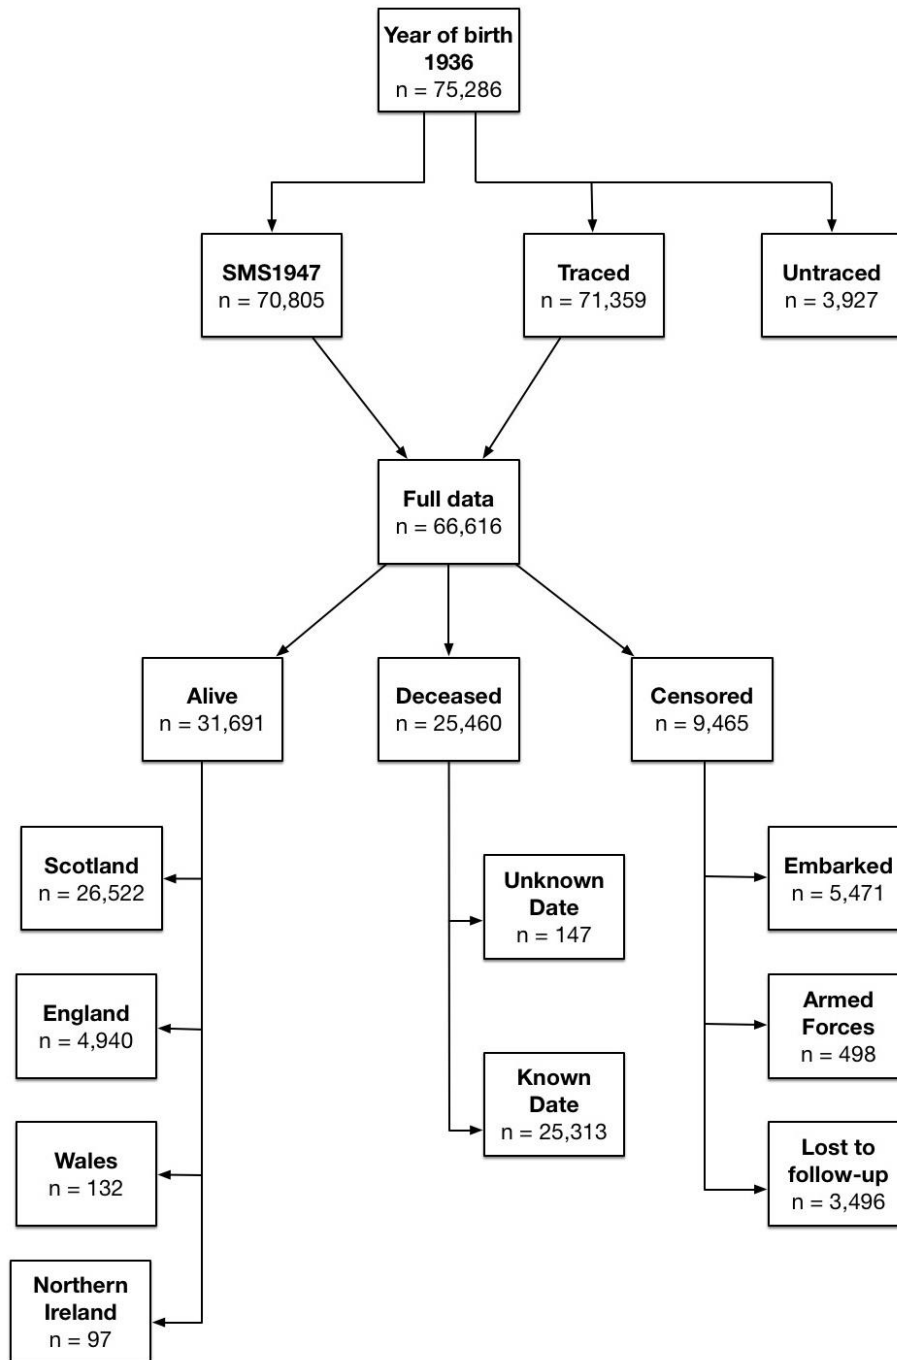 Year of birth
1936
n = 75,286
SMS1947
n = 70,805
Traced
n = 71,359
Untraced
n = 3,927
Full data
n = 66,616
Alive
n = 31,691
Deceased
n = 25,460
Censored
n = 9,465
Scotland
n = 26,522
England
n = 4,940
Wales
n = 132
Northern
Ireland
n = 97
Unknown
Date
n = 147
Known
Date
n = 25,313
Embarked
n = 5,471
Armed
Forces
n = 498
Lost to
follow-up
n = 3,496